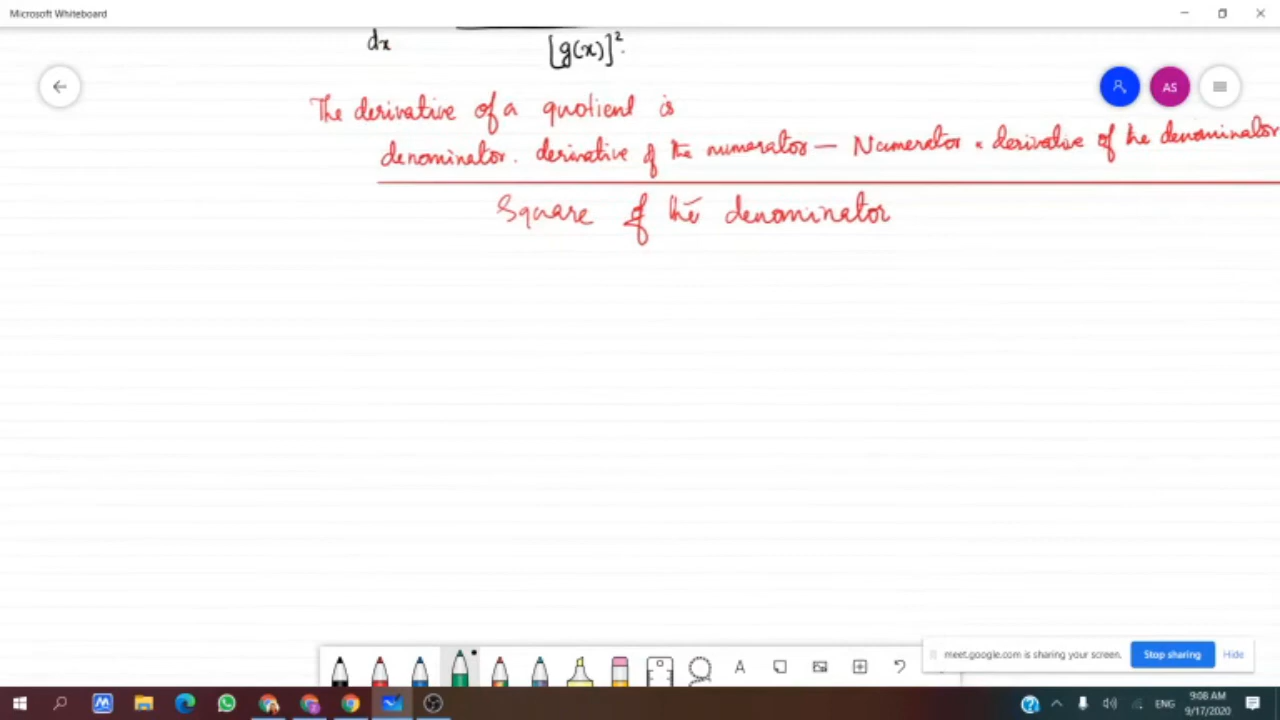 Microsoft Whiteboard
dx
[g(x)]².
AS
The derivative of a quotient is
denominator. derivative of the numerator — Numerator . derivative of the denominator
Square of the denominator
meet.google.com is sharing your screen.
Stop sharing
Hide
A
ENG
9:08 AM
9/17/2020